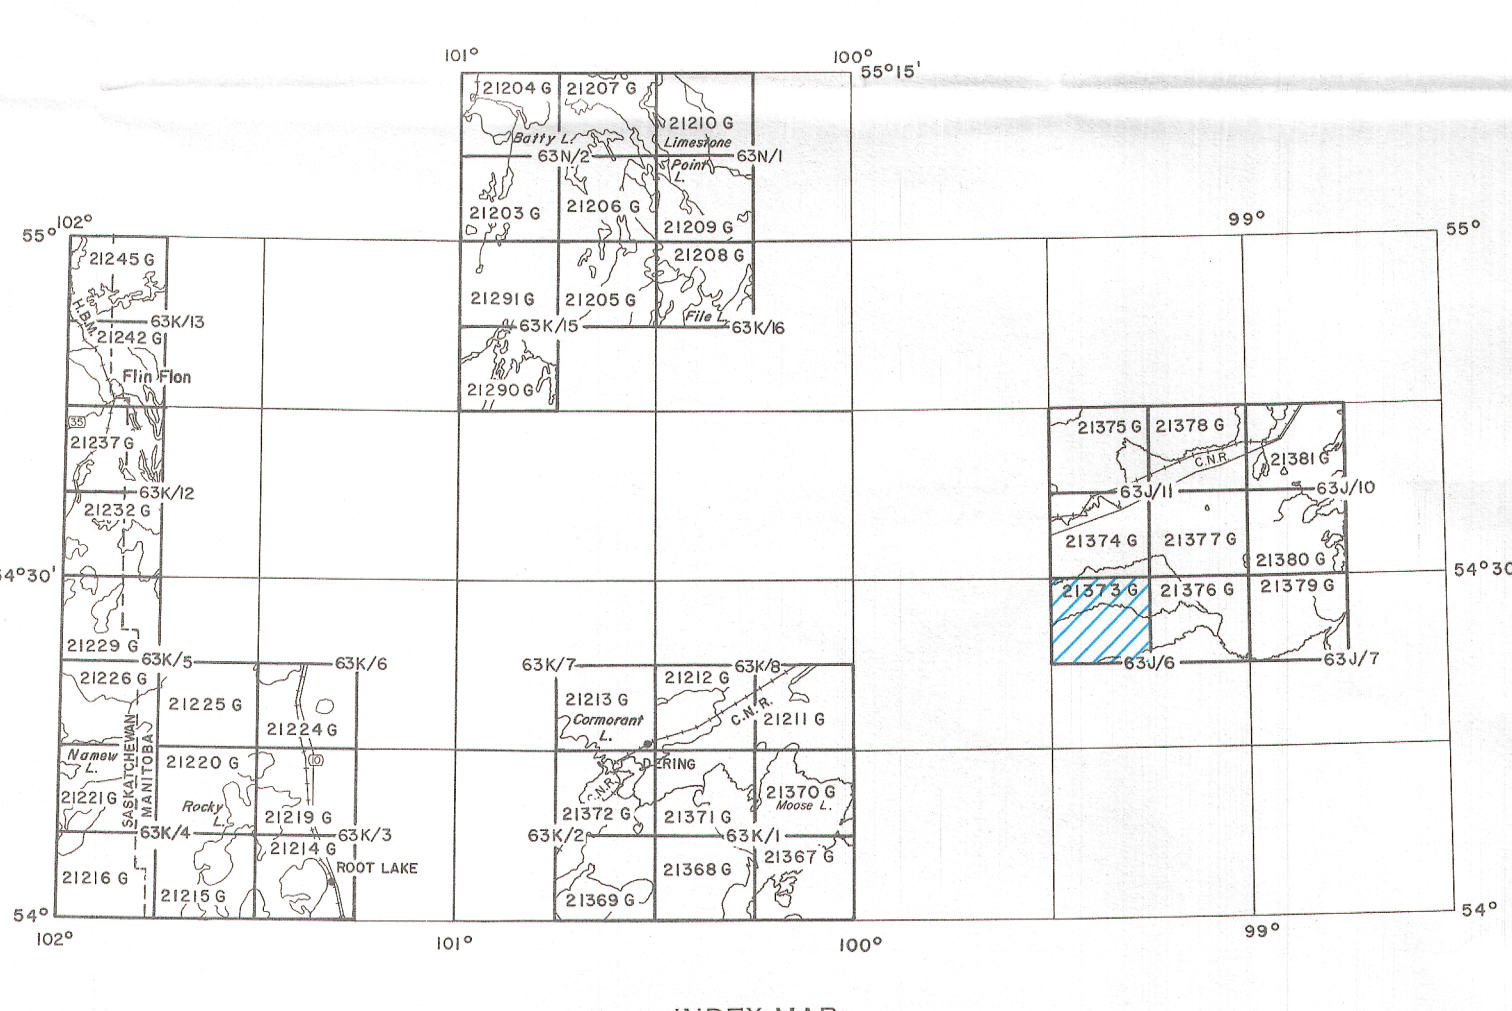 101°
100°
55°15'
21204 G
21207 G
21210 G
Batty L.
Limestone
63N/2
63N/1
Point
L.
21203 G
21206 G
21209 G
102°
55°
99°
55°
21245 G
21208 G
21291 G
21205 G
H.B.M.
File L.
63K/13
63K/15
63K/16
21242 G
Flin Flon
21290 G
35
21237 G
21375 G
21378 G
C.N.R.
21381 G
63K/12
63J/11
63J/10
21232 G
21374 G
21377 G
21380 G
4°30'
54°30
21373 G
21376 G
21379 G
21229 G
63K/5
63K/6
63K/7
63K/8
63J/6
63J/7
21226 G
21225 G
21224 G
21213 G
21212 G
21211 G
Cormorant
L.
C.N.R.
SASKATCHEWAN
MANITOBA
Namew
L.
21220 G
10
DERING
21221 G
Rocky
L.
21219 G
C.N.R.
21372 G
21371 G
21370 G
Moose L.
63K/4
63K/3
63K/2
63K/1
21214 G
ROOT LAKE
21216 G
21215 G
21369 G
21368 G
21367 G
54°
54°
102°
101°
100°
99°
INDEX MAP